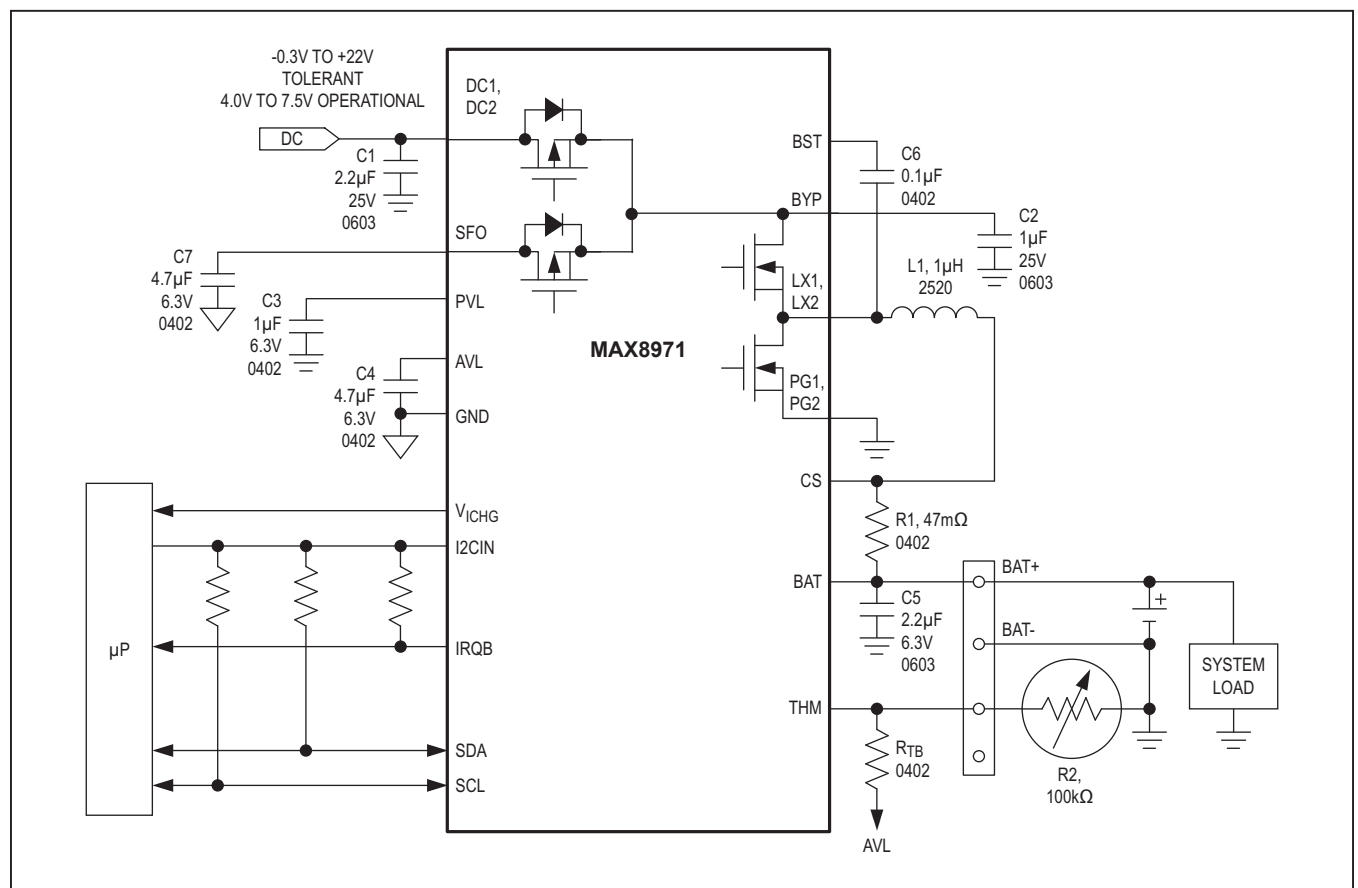 -0.3V TO +22V
TOLERANT
4.0V TO 7.5V OPERATIONAL
DC
C1
2.2µF
25V
0603
DC1,
DC2
SFO
C7
4.7µF
6.3V
0402
C3
1µF
6.3V
0402
PVL
AVL
C4
4.7µF
6.3V
0402
GND
MAX8971
BST
C6
0.1µF
0402
BYP
C2
1µF
25V
0603
LX1,
LX2
L1, 1µH
2520
PG1,
PG2
CS
R1, 47mΩ
0402
BAT
C5
2.2µF
6.3V
0603
BAT+
+
BAT-
SYSTEM
LOAD
THM
RTB
0402
AVL
R2,
100kΩ
µP
VICHG
I2CIN
IRQB
SDA
SCL